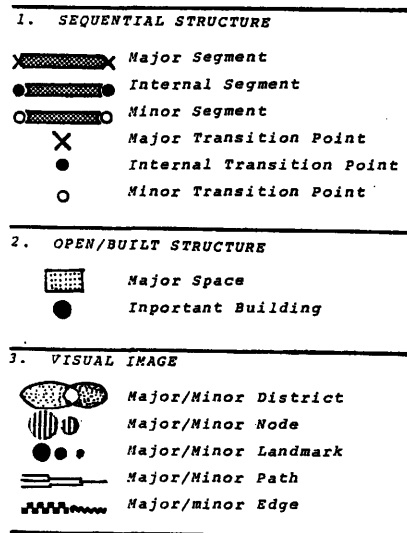 1. SEQUENTIAL STRUCTURE
Major Segment
Internal Segment
Minor Segment
Major Transition Point
Internal Transition Point
Minor Transition Point
2. OPEN/BUILT STRUCTURE
Major Space
Inportant Building
3. VISUAL IMAGE
Major/Minor District
Major/Minor Node
Major/Minor Landmark
Major/Minor Path
Major/minor Edge